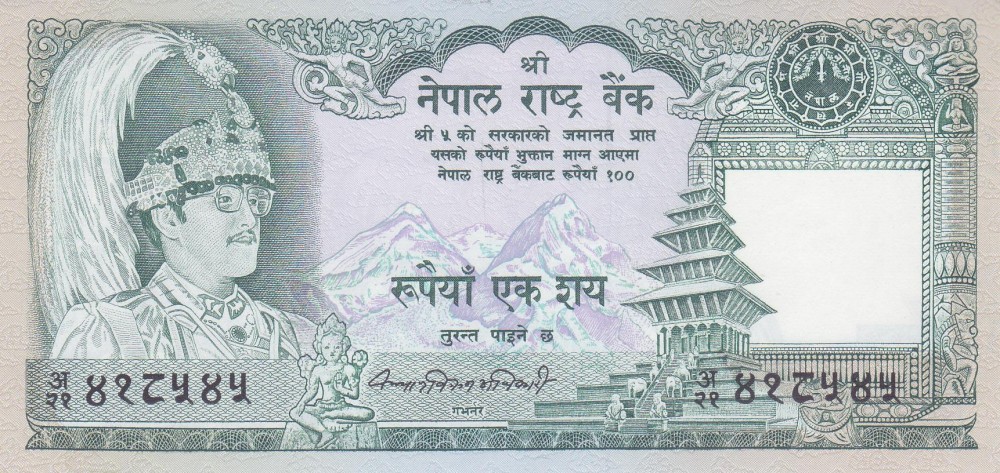 श्री
नेपाल राष्ट्र बैंक
श्री ५ को सरकारको जमानत प्राप्त
यसको रूपैयाँ भुक्तान माग्न आएमा
नेपाल राष्ट्र बैंकबाट रूपैयाँ १००
रूपैयाँ एक शय
तुरन्त पाइने छ
गभर्नर
अ
२१ ४१८५४५
अ
२१ ४१८५४५